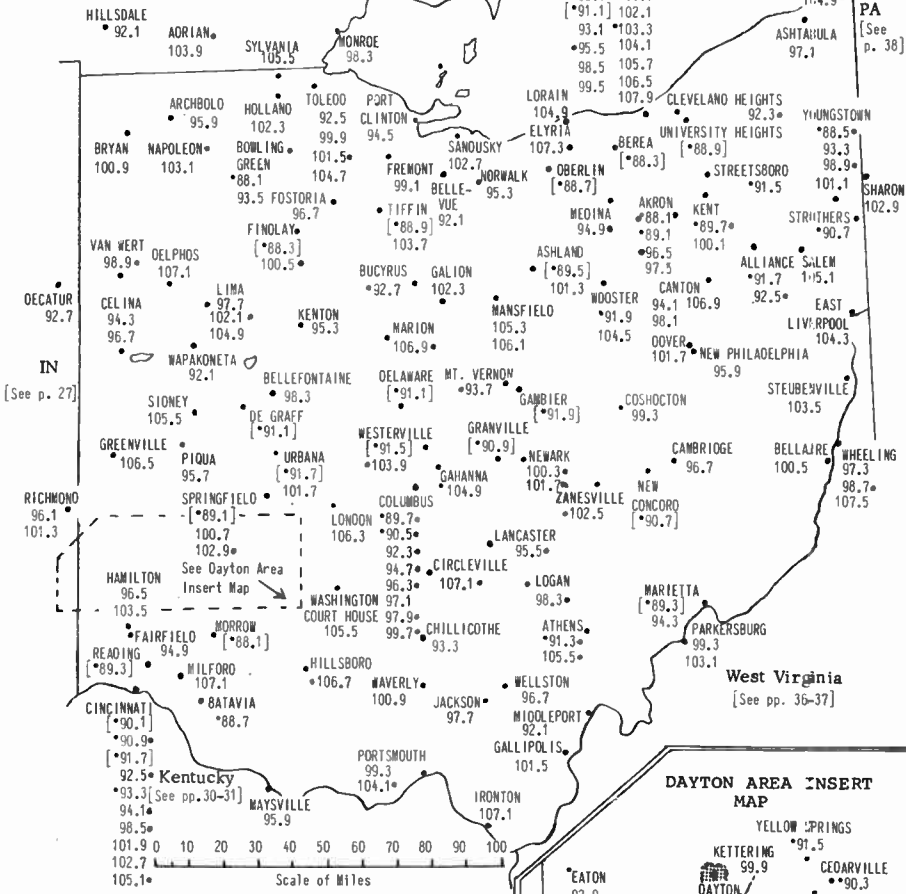 HILLSDALE
92.1
ADRIAN
103.9
SYLVANIA
105.5
MONROE
98.3
[•91.1]
93.1
•95.5
98.5
99.5
102.1
•103.3
104.1
105.7
106.5
107.9
ASHTABULA
97.1
PA
[See
p. 38]
ARCHBOLD
95.9
HOLLAND
102.3
TOLEDO
92.5
99.9
101.5
104.7
PORT
CLINTON
94.5
LORAIN
104.9
ELYRIA
107.3
CLEVELAND HEIGHTS
92.3
UNIVERSITY HEIGHTS
[•88.9]
YOUNGSTOWN
•88.5
93.3
98.9
101.1
BRYAN
100.9
NAPOLEON
103.1
BOWLING
GREEN
88.1
93.5
SANDUSKY
102.7
BEREA
[•88.3]
FREMONT
99.1
BELLE-
VUE
92.1
NORWALK
95.3
OBERLIN
[•88.7]
STREETSBORO
•91.5
SHARON
102.9
FOSTORIA
96.7
TIFFIN
[•88.9]
103.7
MEDINA
94.9
AKRON
•88.1
•89.1
•96.5
97.5
KENT
•89.7
100.1
STRUTHERS
•90.7
FINDLAY
[•88.3]
100.5
VAN WERT
98.9
DELPHOS
107.1
ASHLAND
[•89.5]
101.3
ALLIANCE
•91.7
92.5
SALEM
105.1
BUCYRUS
•92.7
GALION
102.3
DECATUR
92.7
CELINA
94.3
96.7
LIMA
97.7
102.1
104.9
KENTON
95.3
MANSFIELD
105.3
106.1
WOOSTER
•91.9
104.5
CANTON
94.1
98.1
106.9
EAST
LIVERPOOL
104.3
MARION
106.9
DOVER
101.7
NEW PHILADELPHIA
95.9
WAPAKONETA
92.1
IN
[See p. 27]
BELLEFONTAINE
98.3
DELAWARE
[•91.1]
MT. VERNON
•93.7
GAMBIER
[•91.9]
COSHOCTON
99.3
STEUBENVILLE
103.5
SIDNEY
105.5
DE GRAFF
[•91.1]
WESTERVILLE
[•91.5]
•103.9
GRANVILLE
[•90.9]
GREENVILLE
106.5
PIQUA
95.7
URBANA
[•91.7]
101.7
GAHANNA
104.9
NEWARK
100.3
101.7
CAMBRIDGE
96.7
BELLAIRE
100.5
WHEELING
97.3
98.7
107.5
RICHMOND
96.1
101.3
SPRINGFIELD
[•89.1]
100.7
102.9
LONDON
106.3
COLUMBUS
•89.7
•90.5
92.3
94.7
96.3
97.1
97.9
99.7
ZANESVILLE
•102.5
NEW
CONCORD
[•90.7]
LANCASTER
95.5
See Dayton Area
Insert Map
CIRCLEVILLE
107.1
HAMILTON
96.5
103.5
WASHINGTON
COURT HOUSE
105.5
LOGAN
98.3
MARIETTA
[•89.3]
94.3
FAIRFIELD
94.9
MORROW
[•88.1]
CHILLICOTHE
93.3
ATHENS
•91.3
105.5
PARKERSBURG
99.3
103.1
READING
[•89.3]
MILFORD
107.1
HILLSBORO
•106.7
WAVERLY
100.9
WELLSTON
96.7
West Virginia
[See pp. 36-37]
BATAVIA
•88.7
JACKSON
97.7
MIDDLEPORT
92.1
CINCINNATI
[•90.1]
•90.9
[•91.7]
92.5
•93.3
94.1
98.5
101.9
102.7
105.1
GALLIPOLIS
101.5
Kentucky
[See pp.30-31]
MAYSVILLE
95.9
PORTSMOUTH
99.3
104.1
IRONTON
107.1
DAYTON AREA INSERT
MAP
YELLOW SPRINGS
•91.5
KETTERING
99.9
CEDARVILLE
•90.3
DAYTON
EATON
0 10 20 30 40 50 60 70 80 90 100
Scale of Miles